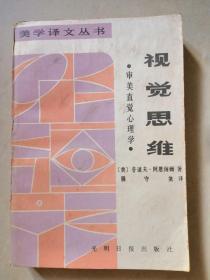 美学译文丛书
视觉思维
·审美直觉心理学·
〔美〕鲁道夫·阿恩海姆 著
滕守尧 译
光明日报出版社